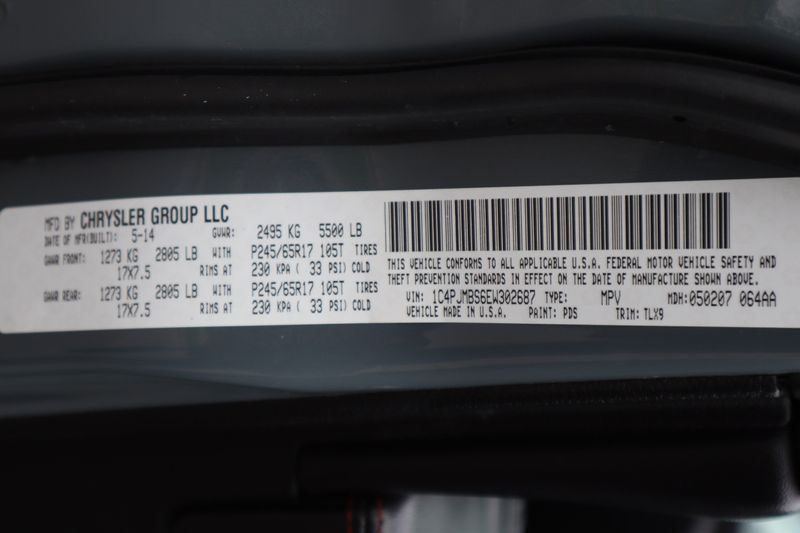 MFD BY CHRYSLER GROUP LLC
DATE OF MFR(BUILT): 5-14 GVWR: 2495 KG 5500 LB
GAWR FRONT: 1273 KG 2805 LB WITH P245/65R17 105T TIRES
17X7.5 RIMS AT 230 KPA ( 33 PSI) COLD
GAWR REAR: 1273 KG 2805 LB WITH P245/65R17 105T TIRES
17X7.5 RIMS AT 230 KPA ( 33 PSI) COLD
THIS VEHICLE CONFORMS TO ALL APPLICABLE U.S.A. FEDERAL MOTOR VEHICLE SAFETY AND
THEFT PREVENTION STANDARDS IN EFFECT ON THE DATE OF MANUFACTURE SHOWN ABOVE.
VIN: 1C4PJMBS6EW302687 TYPE: MPV MDH:050207 064AA
VEHICLE MADE IN U.S.A. PAINT: PDS TRIM: TLX9